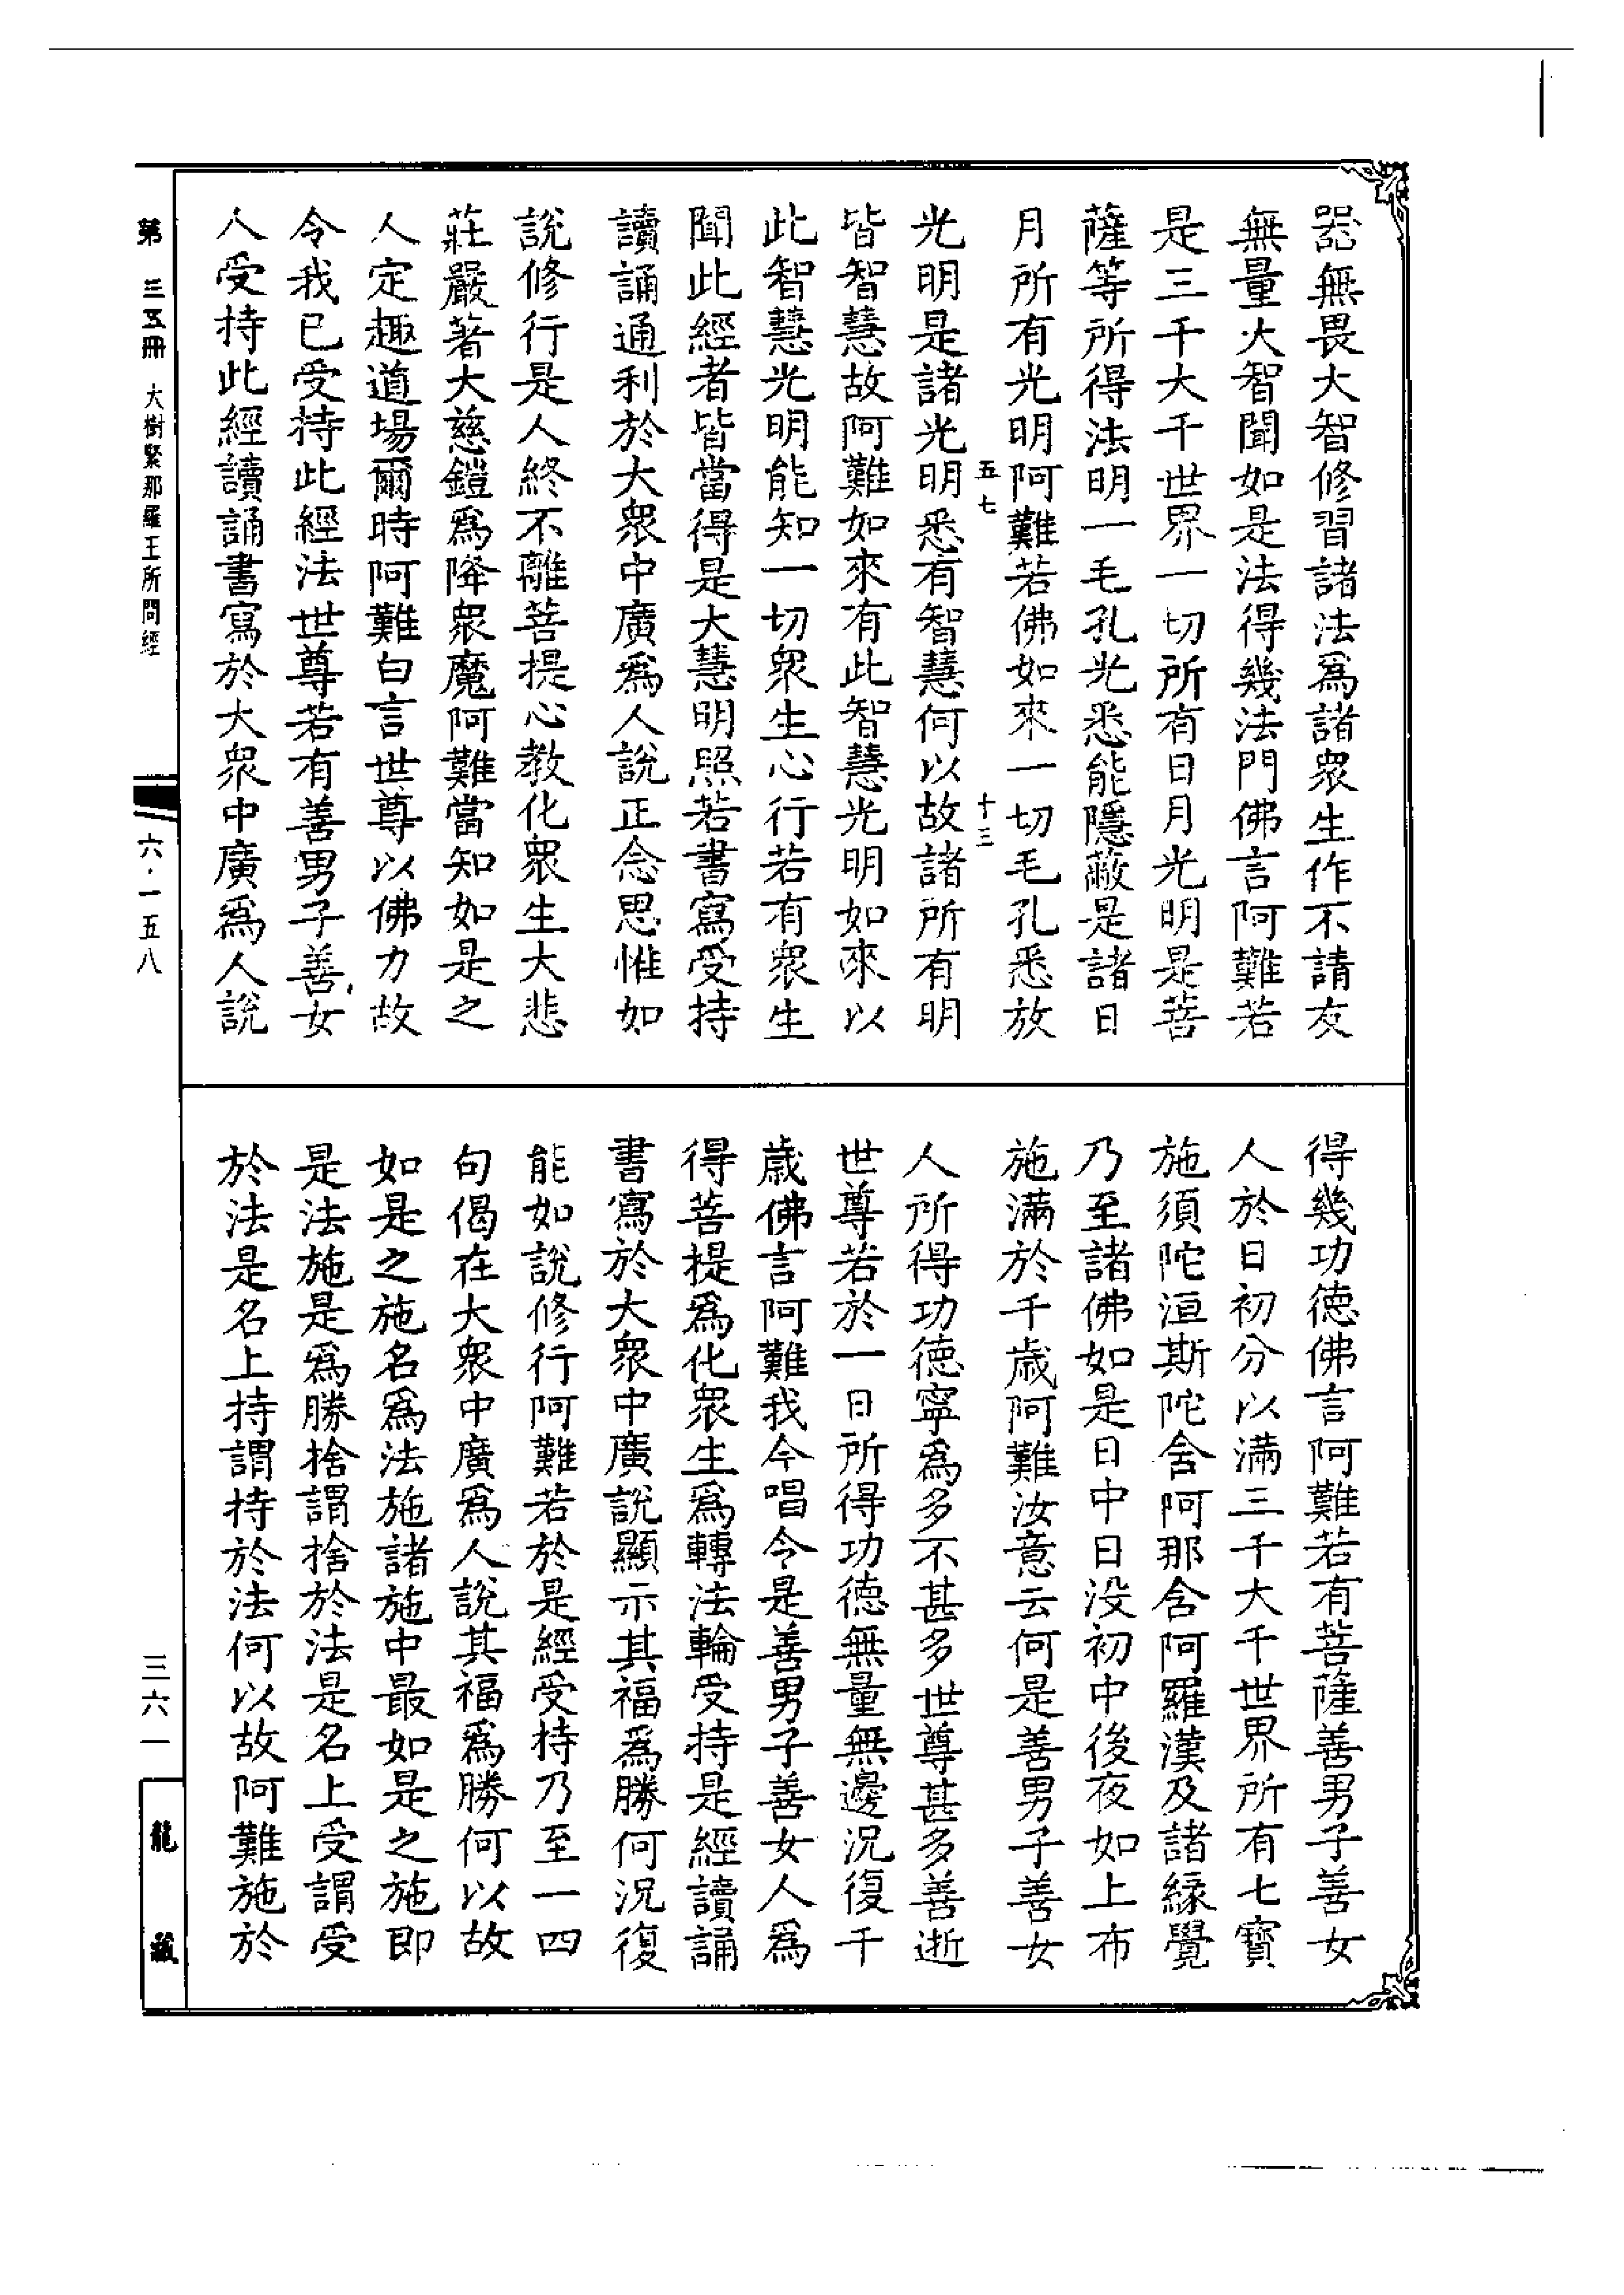 器無畏大智修習諸法爲諸衆生作不請友
無量大智聞如是法得幾法門佛言阿難若
是三千大千世界一切所有日月光明是菩
薩等所得法明一毛孔光悉能隱蔽是諸日
月所有光明阿難若佛如來一切毛孔悉放
五七
十三
光明是諸光明悉有智慧何以故諸所有明
皆智慧故阿難如來有此智慧光明如來以
此智慧光明能知一切衆生心行若有衆生
聞此經者皆當得是大慧明照若書寫受持
讀誦通利於大衆中廣爲人說正念思惟如
說修行是人終不離菩提心教化衆生大悲
莊嚴著大慈鎧爲降衆魔阿難當知如是之
人定趣道場爾時阿難白言世尊以佛力故
令我已受持此經法世尊若有善男子善女
人受持此經讀誦書寫於大衆中廣爲人說
得幾功德佛言阿難若有菩薩善男子善女
人於日初分以滿三千大千世界所有七寶
施須陀洹斯陀含阿那含阿羅漢及諸緣覺
乃至諸佛如是日中日没初中後夜如上布
施滿於千歲阿難汝意云何是善男子善女
人所得功德寧爲多不甚多世尊甚多善逝
世尊若於一日所得功德無量無邊況復千
歲佛言阿難我今唱令是善男子善女人爲
得菩提爲化衆生爲轉法輪受持是經讀誦
書寫於大衆中廣說顯示其福爲勝何況復
能如說修行阿難若於是經受持乃至一四
句偈在大衆中廣爲人說其福爲勝何以故
如是之施名爲法施諸施中最如是之施即
是法施是爲勝捨謂捨於法是名上受謂受
於法是名上持謂持於法何以故阿難施於
第三五冊 大樹緊那羅王所問經
六·一五八
三六一
龍藏